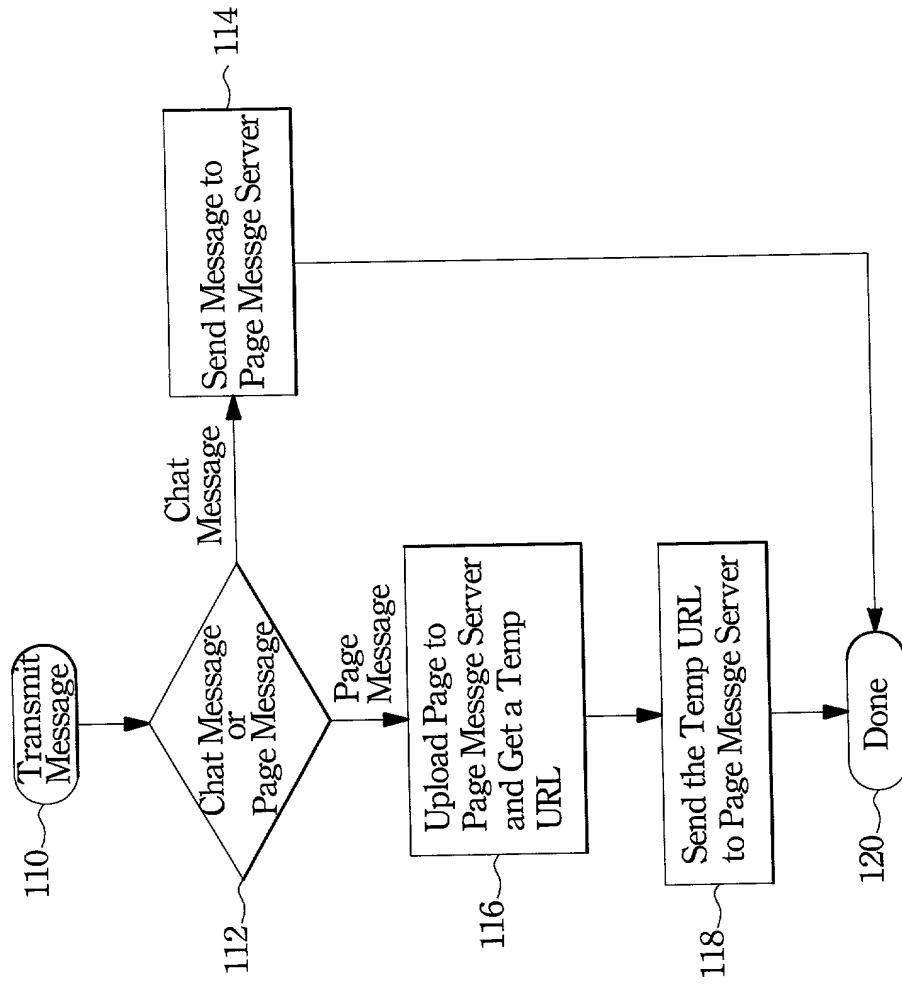 110
Transmit
Message
112
Chat Message
or
Page Message
Chat
Message
114
Send Message to
Page Messge Server
Page
Message
116
Upload Page to
Page Messge Server
and Get a Temp
URL
118
Send the Temp URL
to Page Messge Server
120
Done